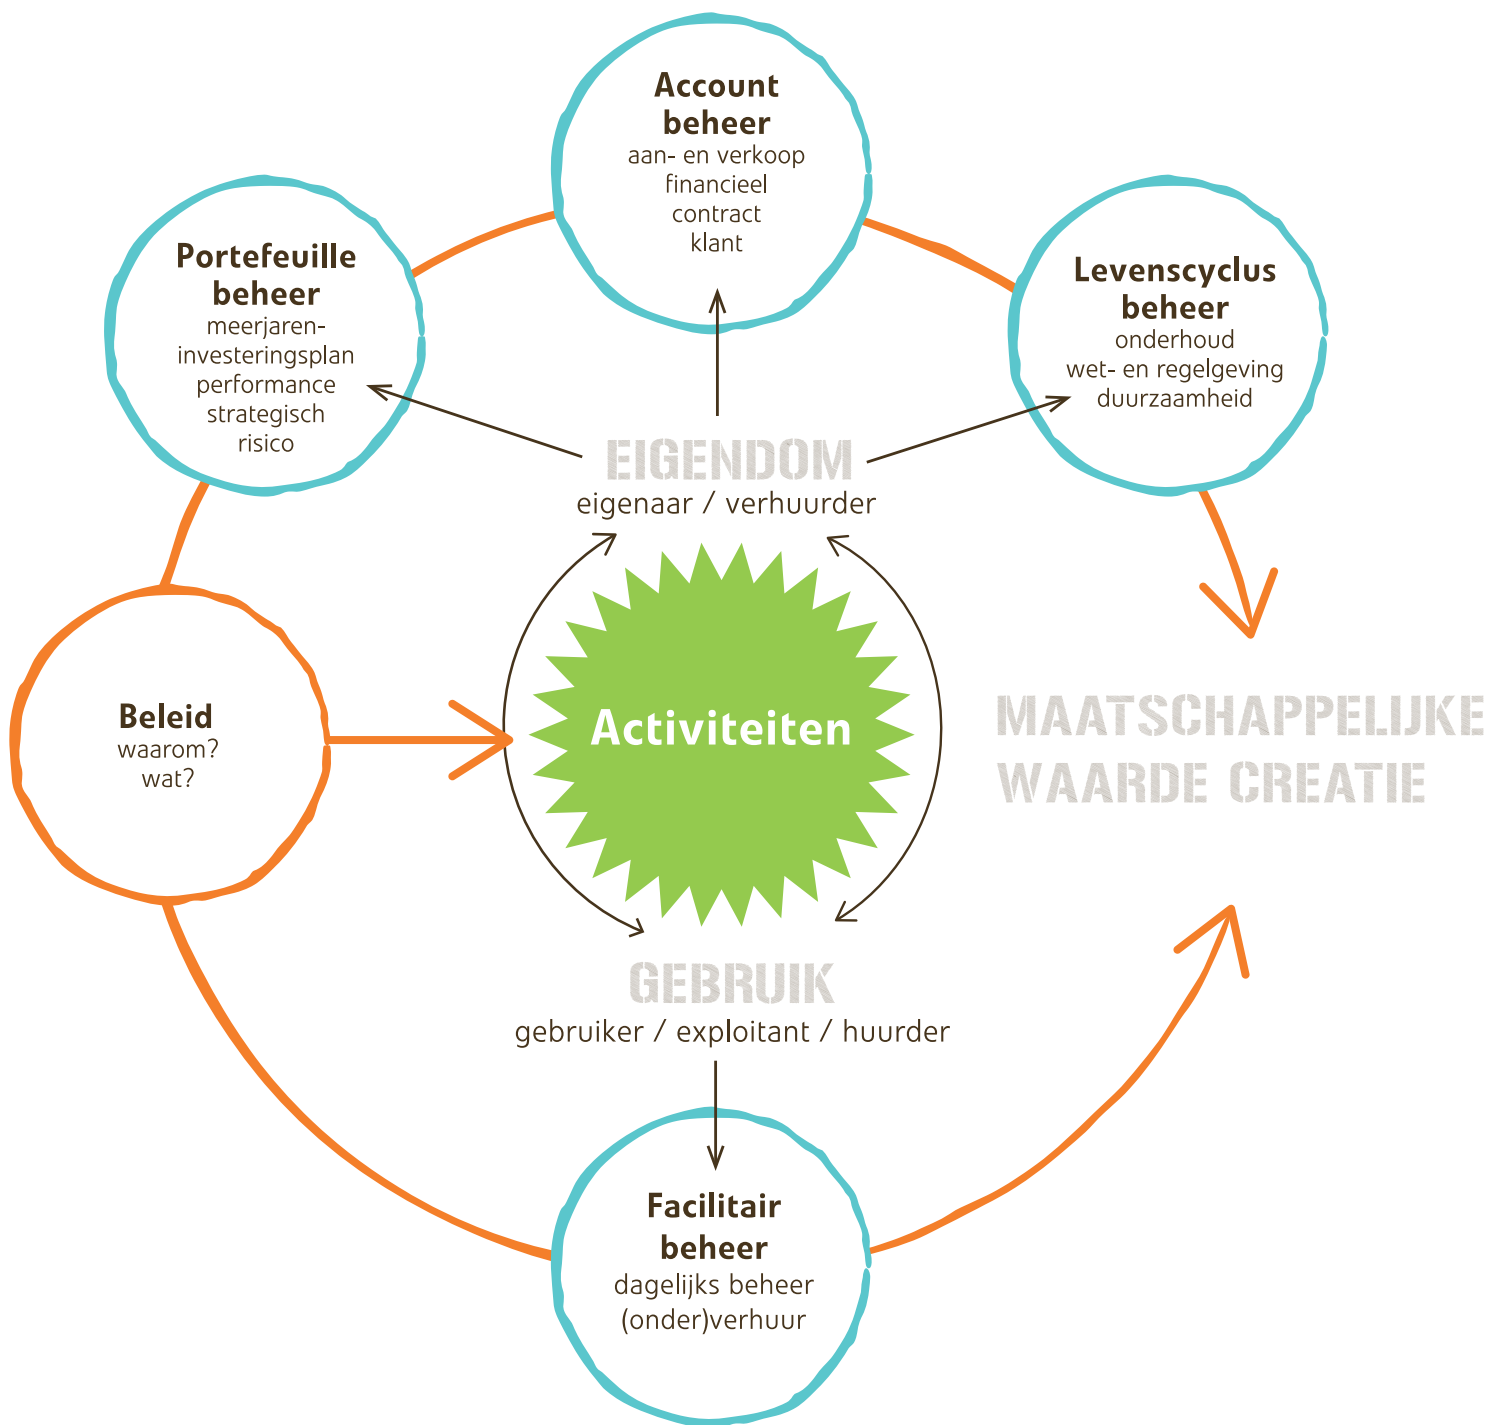 Account
beheer
aan- en verkoop
financieel
contract
klant
Portefeuille
beheer
meerjaren-
investeringsplan
performance
strategisch
risico
Levenscyclus
beheer
onderhoud
wet- en regelgeving
duurzaamheid
EIGENDOM
eigenaar / verhuurder
Beleid
waarom?
wat?
Activiteiten
MAATSCHAPPELIJKE
WAARDE CREATIE
GEBRUIK
gebruiker / exploitant / huurder
Facilitair
beheer
dagelijks beheer
(onder)verhuur